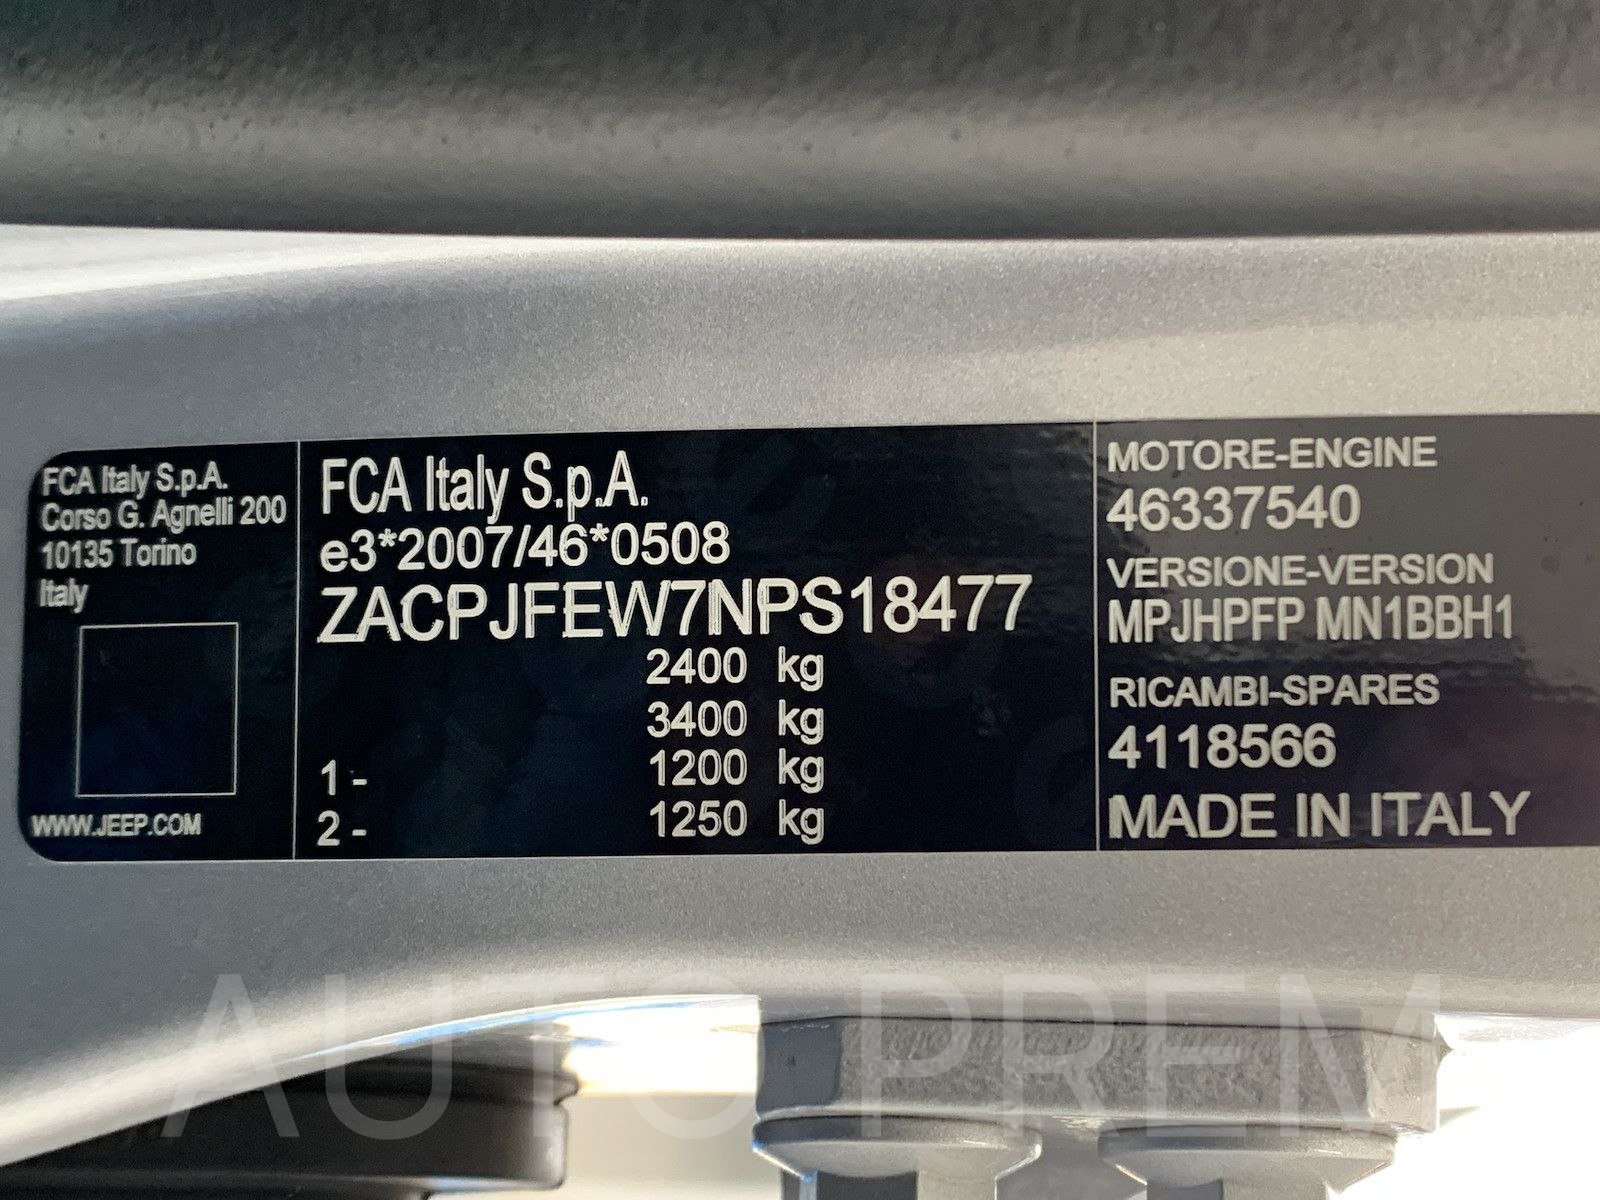 FCA Italy S.p.A.
Corso G. Agnelli 200
10135 Torino
Italy
WWW.JEEP.COM
FCA Italy S.p.A.
e3*2007/46*0508
ZACPJFEW7NPS18477
2400 kg
3400 kg
1 - 1200 kg
2 - 1250 kg
MOTORE-ENGINE
46337540
VERSIONE-VERSION
MPJHPFP MN1BBH1
RICAMBI-SPARES
4118566
MADE IN ITALY
AUTO PREM